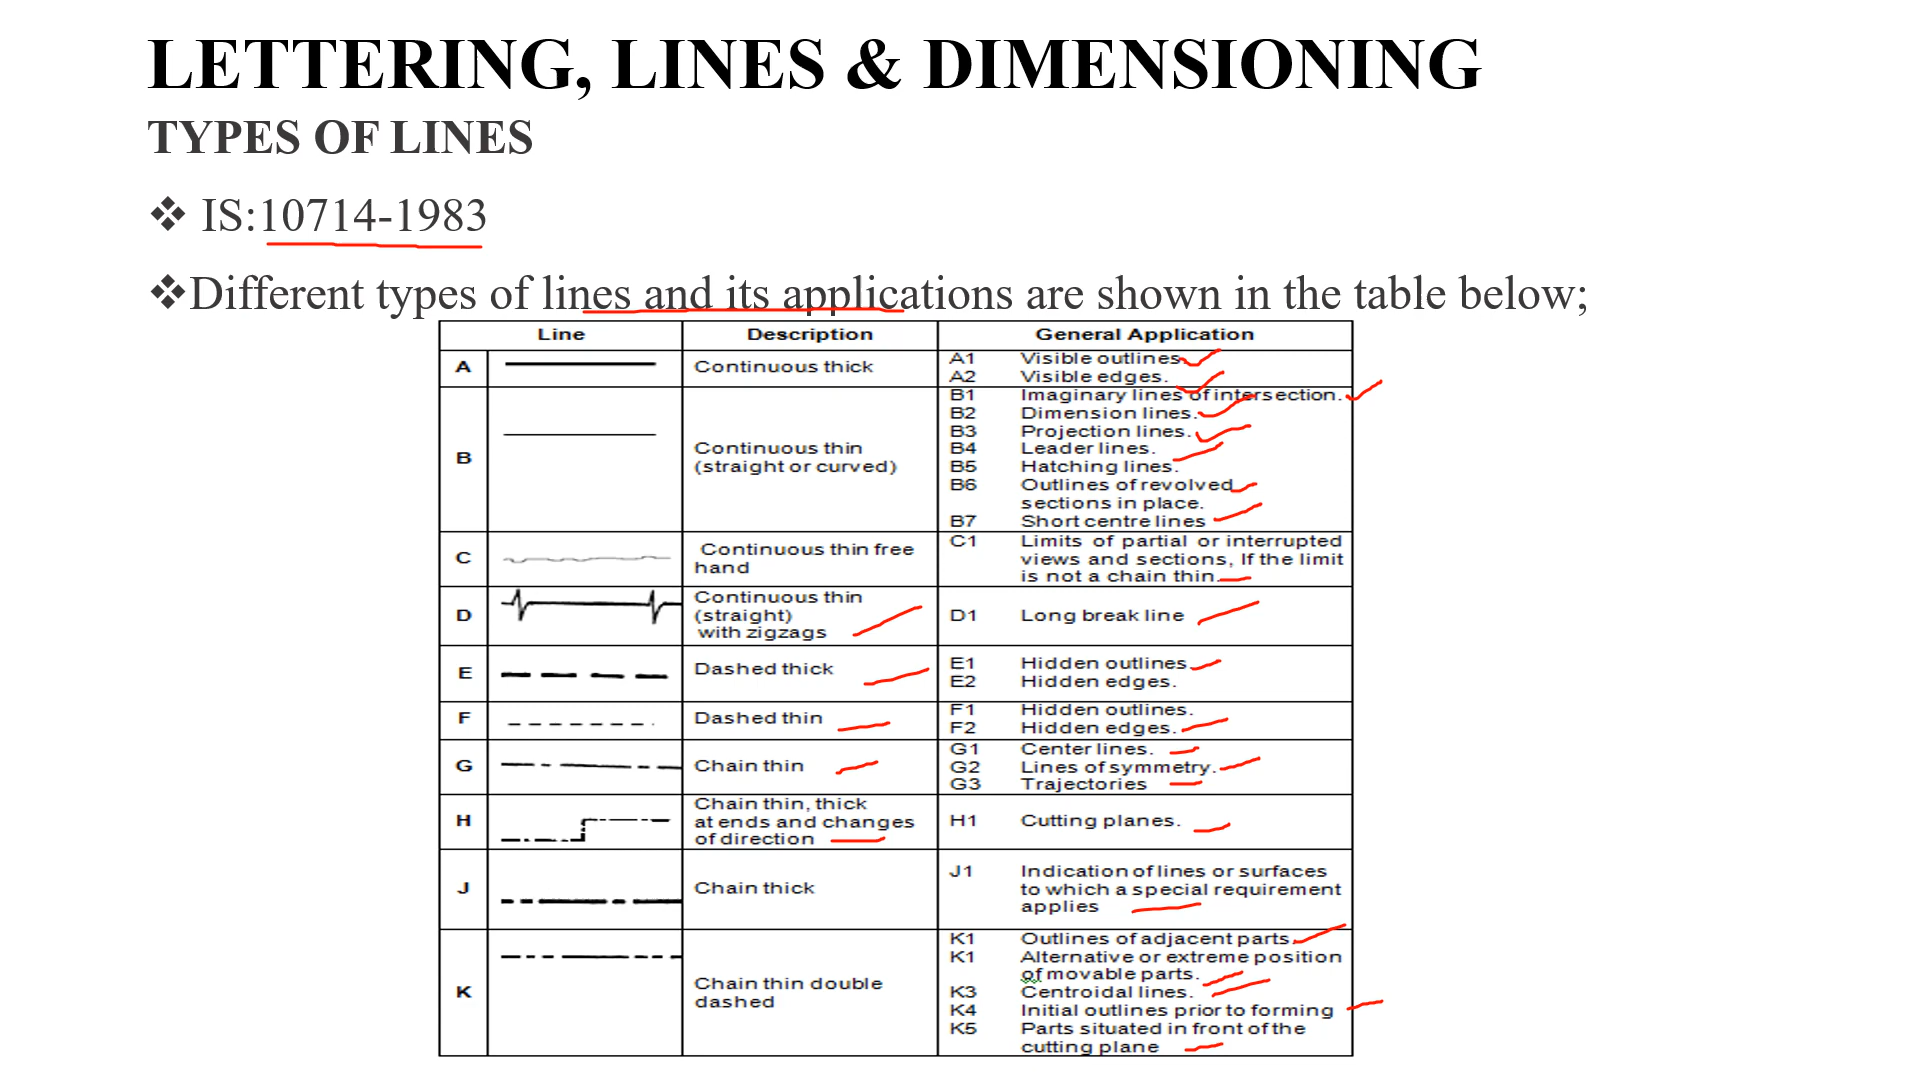 LETTERING, LINES & DIMENSIONING
TYPES OF LINES
❖ IS:10714-1983
❖Different types of lines and its applications are shown in the table below;
Line Description General Application
A Continuous thick
A1 Visible outlines
A2 Visible edges.
B Continuous thin
(straight or curved)
B1 Imaginary lines of intersection.
B2 Dimension lines.
B3 Projection lines.
B4 Leader lines.
B5 Hatching lines.
B6 Outlines of revolved
sections in place.
B7 Short centre lines
C Continuous thin free
hand
C1 Limits of partial or interrupted
views and sections, If the limit
is not a chain thin.
D Continuous thin
(straight)
with zigzags
D1 Long break line
E Dashed thick
E1 Hidden outlines
E2 Hidden edges.
F Dashed thin
F1 Hidden outlines.
F2 Hidden edges.
G Chain thin
G1 Center lines.
G2 Lines of symmetry.
G3 Trajectories
H Chain thin, thick
at ends and changes
of direction
H1 Cutting planes.
J Chain thick
J1 Indication of lines or surfaces
to which a special requirement
applies
K Chain thin double
dashed
K1 Outlines of adjacent parts.
K1 Alternative or extreme position
of movable parts.
K3 Centroidal lines.
K4 Initial outlines prior to forming
K5 Parts situated in front of the
cutting plane